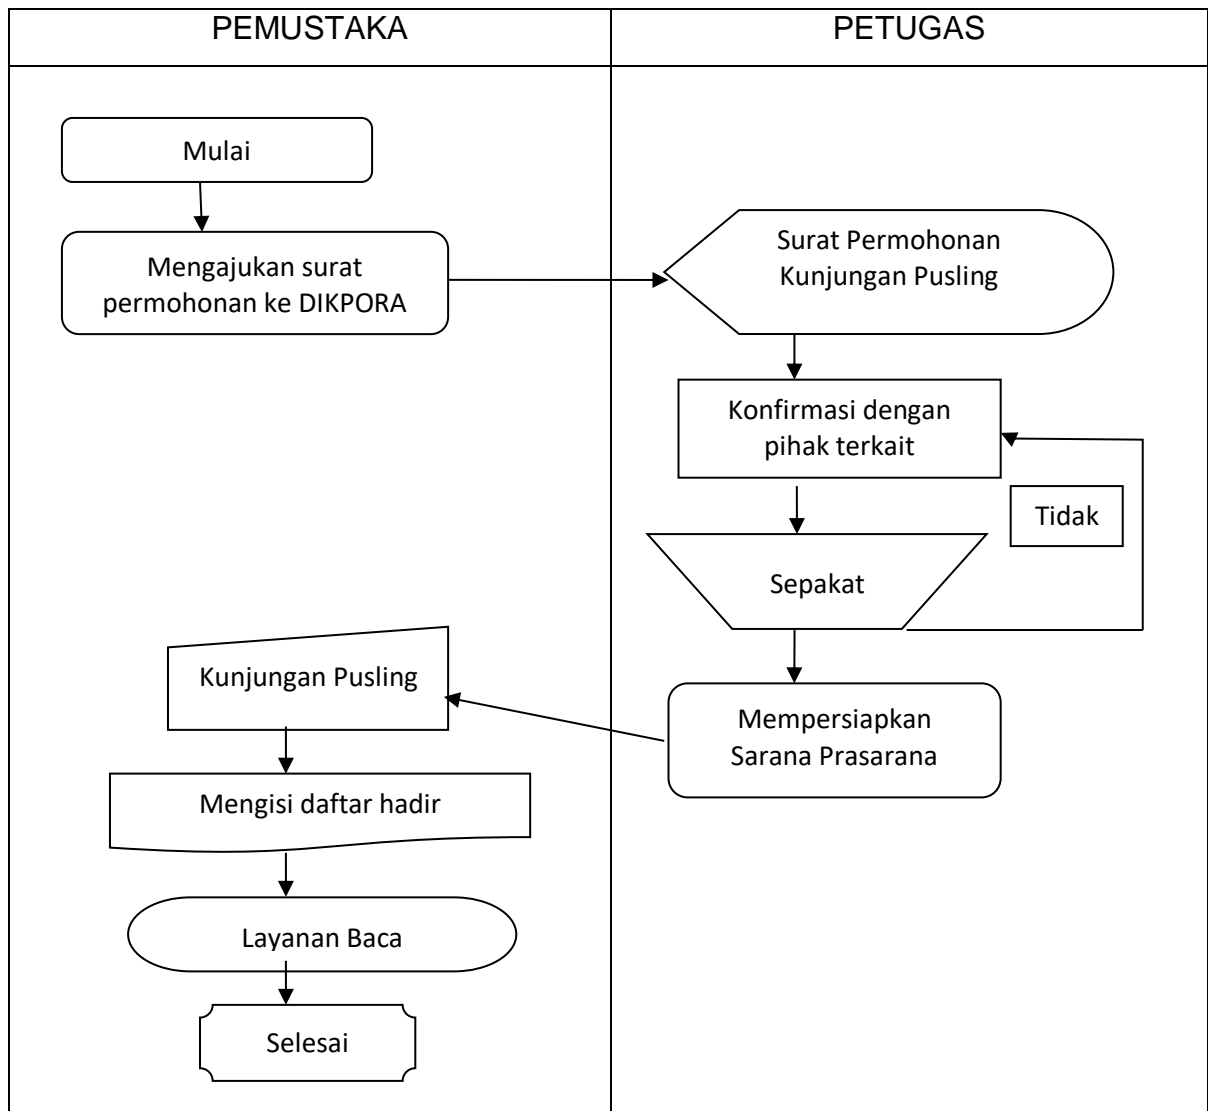 PEMUSTAKA
PETUGAS
Mulai
Mengajukan surat
permohonan ke DIKPORA
Surat Permohonan
Kunjungan Pusling
Konfirmasi dengan
pihak terkait
Tidak
Sepakat
Mempersiapkan
Sarana Prasarana
Kunjungan Pusling
Mengisi daftar hadir
Layanan Baca
Selesai